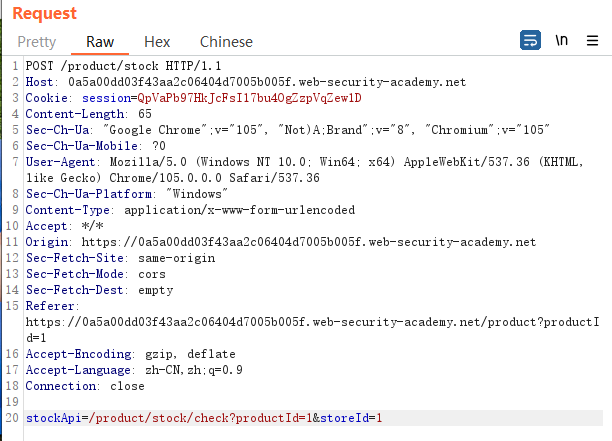 Request
Pretty Raw Hex Chinese \n
1 POST /product/stock HTTP/1.1
2 Host: 0a5a00dd03f43aa2c06404d7005b005f.web-security-academy.net
3 Cookie: session=QpVaPb97HkJcFsI17bu4OgZzpVqZew1D
4 Content-Length: 65
5 Sec-Ch-Ua: "Google Chrome";v="105", "Not)A;Brand";v="8", "Chromium";v="105"
6 Sec-Ch-Ua-Mobile: ?0
7 User-Agent: Mozilla/5.0 (Windows NT 10.0; Win64; x64) AppleWebKit/537.36 (KHTML,
like Gecko) Chrome/105.0.0.0 Safari/537.36
8 Sec-Ch-Ua-Platform: "Windows"
9 Content-Type: application/x-www-form-urlencoded
10 Accept: */*
11 Origin: https://0a5a00dd03f43aa2c06404d7005b005f.web-security-academy.net
12 Sec-Fetch-Site: same-origin
13 Sec-Fetch-Mode: cors
14 Sec-Fetch-Dest: empty
15 Referer:
https://0a5a00dd03f43aa2c06404d7005b005f.web-security-academy.net/product?productI
d=1
16 Accept-Encoding: gzip, deflate
17 Accept-Language: zh-CN,zh;q=0.9
18 Connection: close
19
20 stockApi=/product/stock/check?productId=1&storeId=1